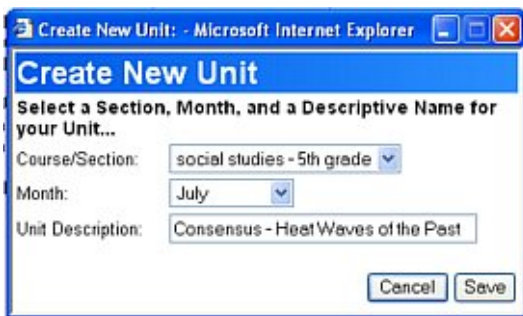 Create New Unit: - Microsoft Internet Explorer
Create New Unit
Select a Section, Month, and a Descriptive Name for
your Unit...
Course/Section: social studies - 5th grade
Month: July
Unit Description: Consensus - Heat Waves of the Past
Cancel Save